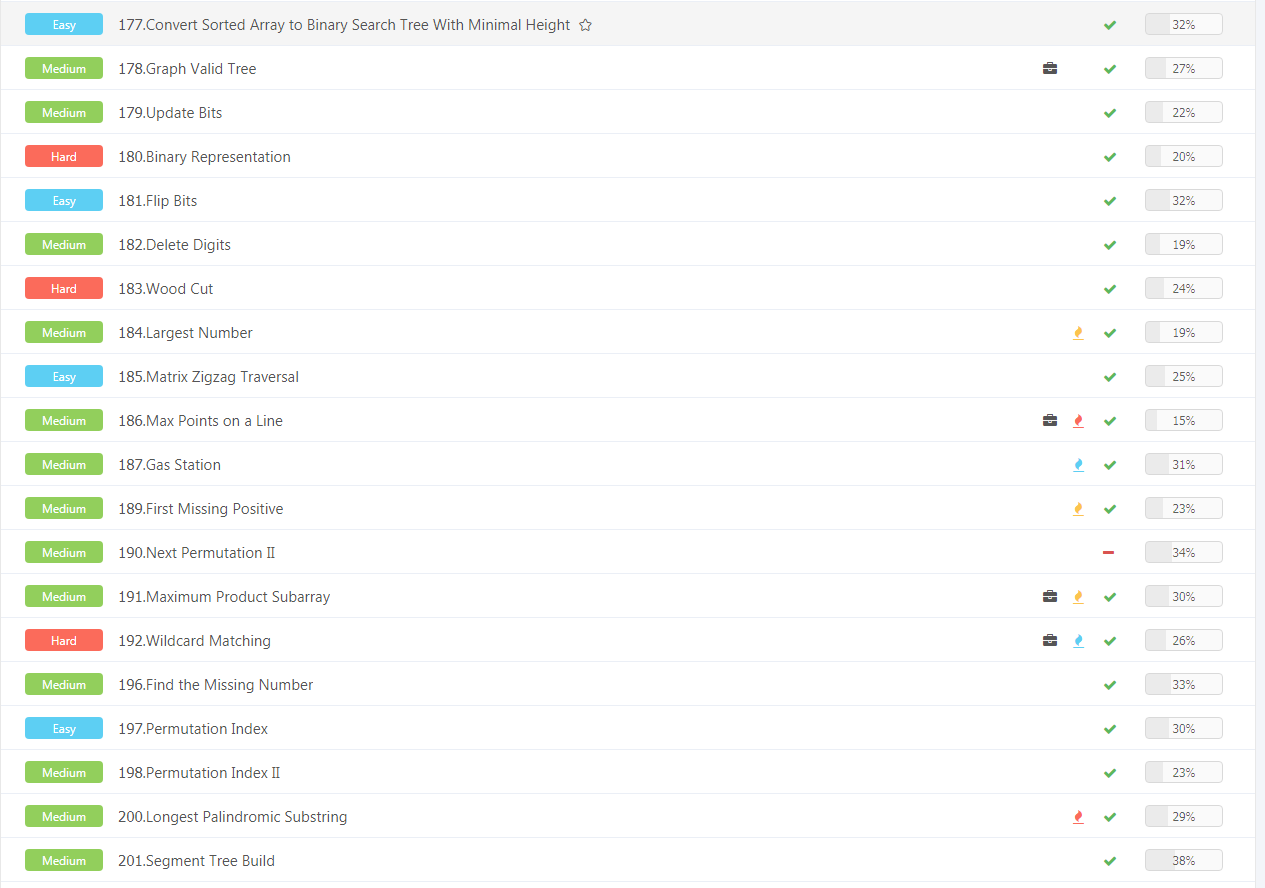 Easy 177.Convert Sorted Array to Binary Search Tree With Minimal Height 32%
Medium 178.Graph Valid Tree 27%
Medium 179.Update Bits 22%
Hard 180.Binary Representation 20%
Easy 181.Flip Bits 32%
Medium 182.Delete Digits 19%
Hard 183.Wood Cut 24%
Medium 184.Largest Number 19%
Easy 185.Matrix Zigzag Traversal 25%
Medium 186.Max Points on a Line 15%
Medium 187.Gas Station 31%
Medium 189.First Missing Positive 23%
Medium 190.Next Permutation II 34%
Medium 191.Maximum Product Subarray 30%
Hard 192.Wildcard Matching 26%
Medium 196.Find the Missing Number 33%
Easy 197.Permutation Index 30%
Medium 198.Permutation Index II 23%
Medium 200.Longest Palindromic Substring 29%
Medium 201.Segment Tree Build 38%